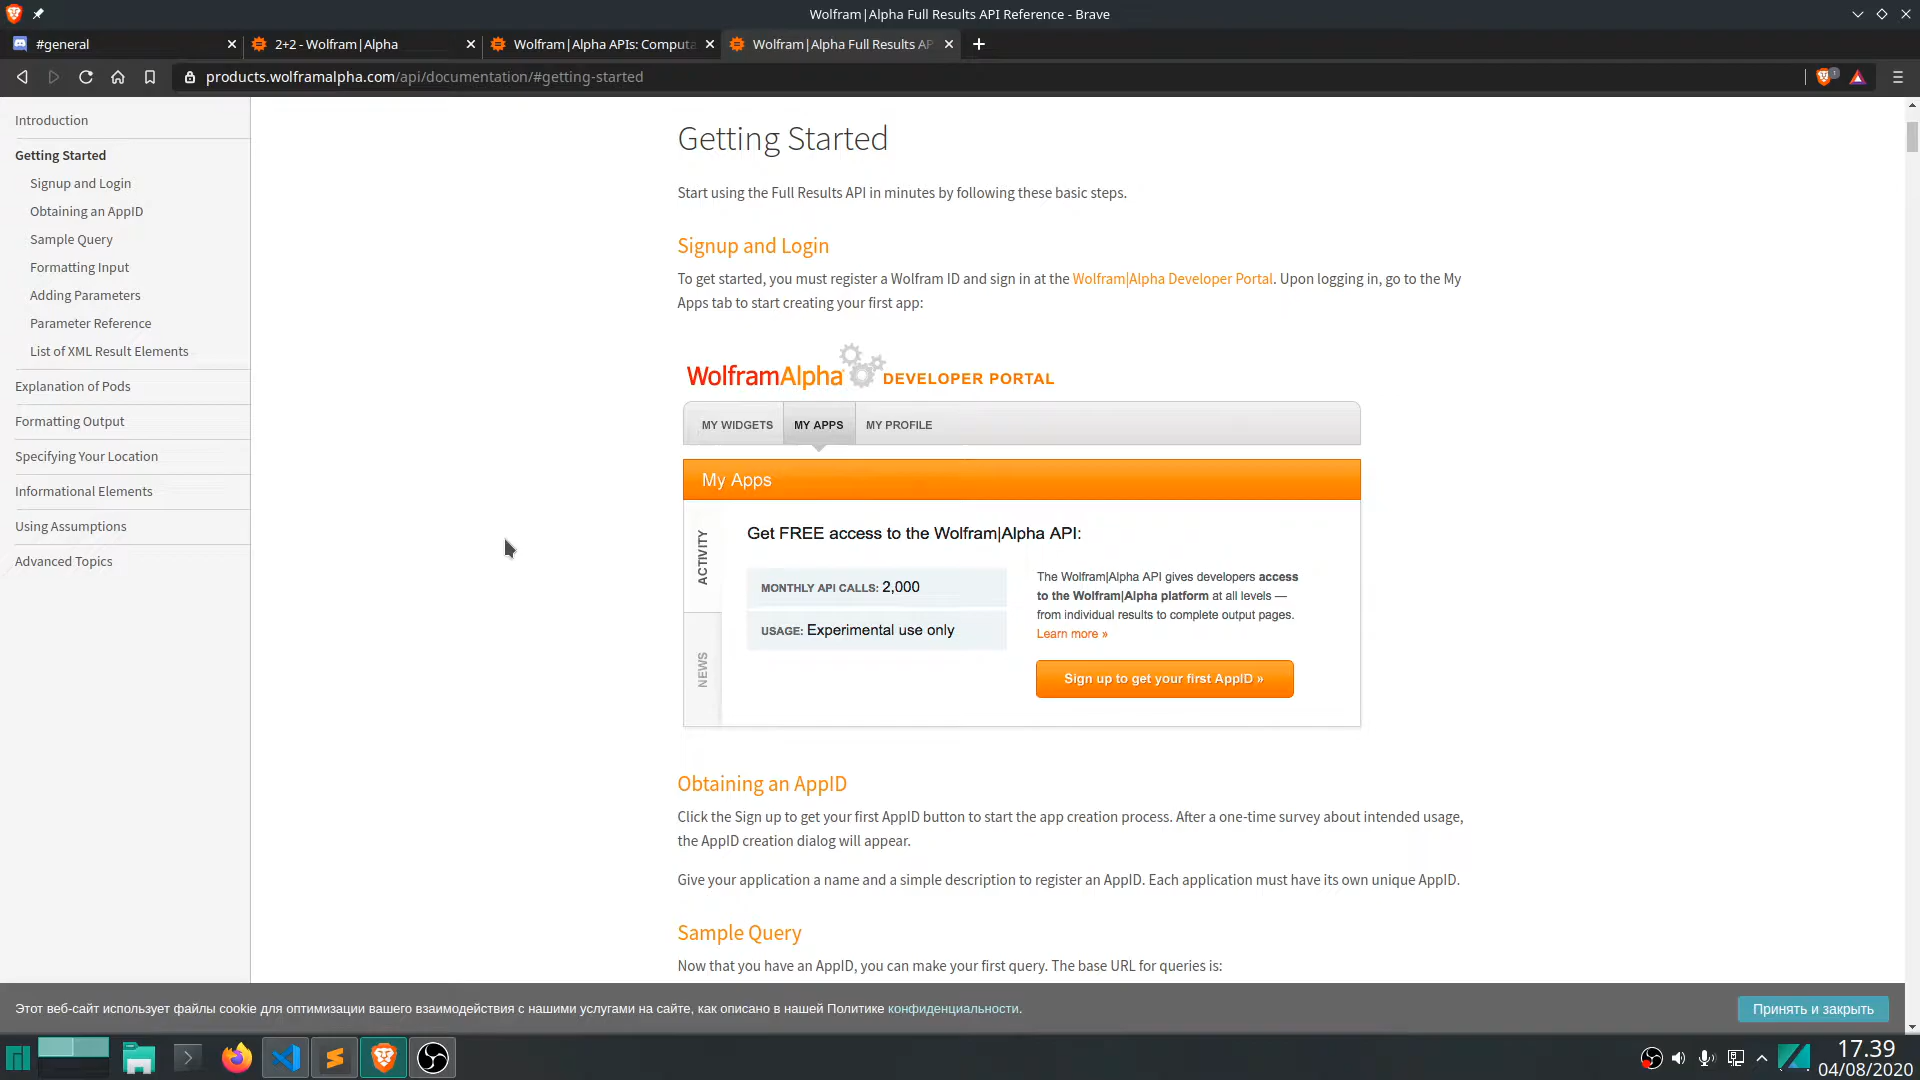 Wolfram|Alpha Full Results API Reference - Brave
#general
2+2 - Wolfram|Alpha
Wolfram|Alpha APIs: Computa
Wolfram|Alpha Full Results AP
products.wolframalpha.com/api/documentation/#getting-started
Introduction
Getting Started
Signup and Login
Obtaining an AppID
Sample Query
Formatting Input
Adding Parameters
Parameter Reference
List of XML Result Elements
Explanation of Pods
Formatting Output
Specifying Your Location
Informational Elements
Using Assumptions
Advanced Topics
Getting Started
Start using the Full Results API in minutes by following these basic steps.
Signup and Login
To get started, you must register a Wolfram ID and sign in at the Wolfram|Alpha Developer Portal. Upon logging in, go to the My
Apps tab to start creating your first app:
WolframAlpha DEVELOPER PORTAL
MY WIDGETS MY APPS MY PROFILE
My Apps
ACTIVITY
NEWS
Get FREE access to the Wolfram|Alpha API:
MONTHLY API CALLS: 2,000
USAGE: Experimental use only
The Wolfram|Alpha API gives developers access
to the Wolfram|Alpha platform at all levels —
from individual results to complete output pages.
Learn more »
Sign up to get your first AppID »
Obtaining an AppID
Click the Sign up to get your first AppID button to start the app creation process. After a one-time survey about intended usage,
the AppID creation dialog will appear.
Give your application a name and a simple description to register an AppID. Each application must have its own unique AppID.
Sample Query
Now that you have an AppID, you can make your first query. The base URL for queries is:
Этот веб-сайт использует файлы cookie для оптимизации вашего взаимодействия с нашими услугами на сайте, как описано в нашей Политике конфиденциальности.
Принять и закрыть
17.39
04/08/2020